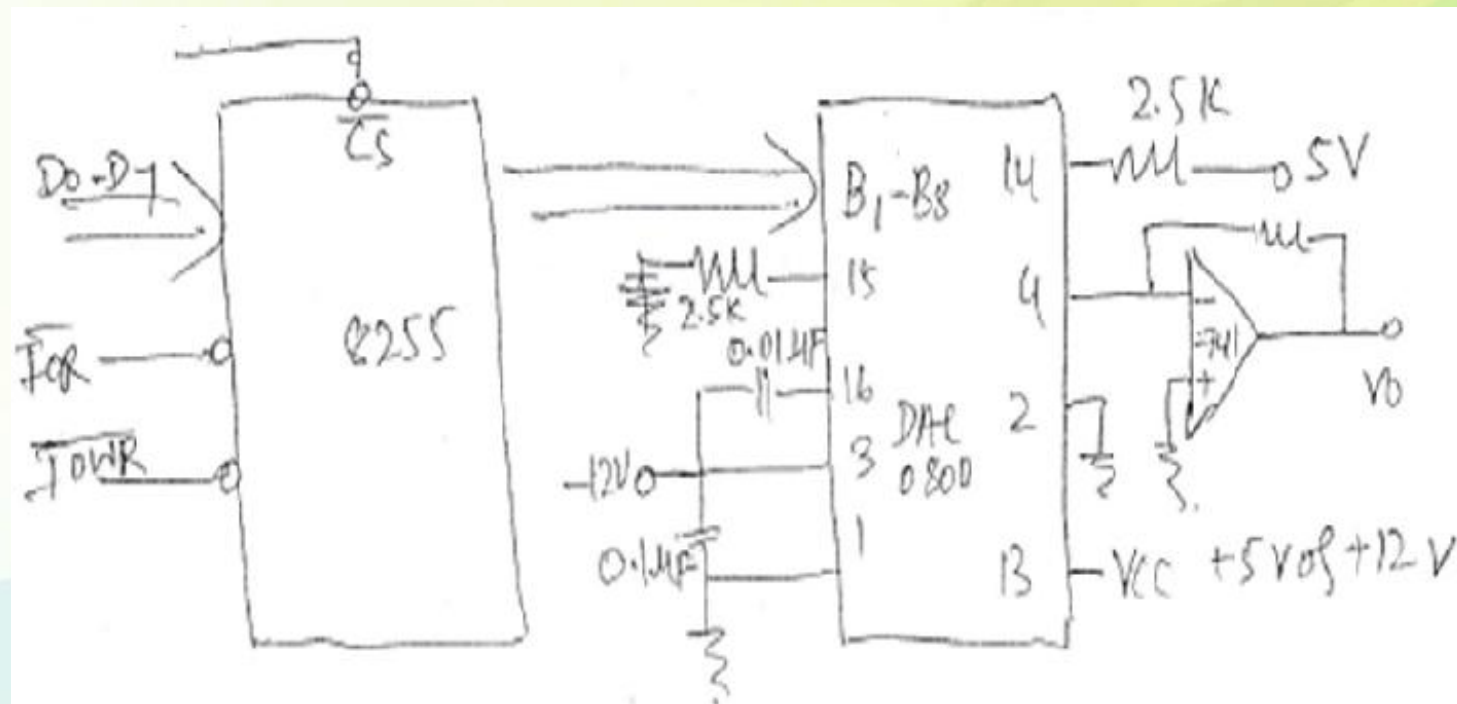 CS
D0-D7
8255
IOR
IOWR
B1-B8
15
16
3
1
14
4
2
13
DAC
0800
2.5K
0.01µF
-12V
0.1µF
2.5K
5V
-
741
+
V0
VCC +5V or +12V